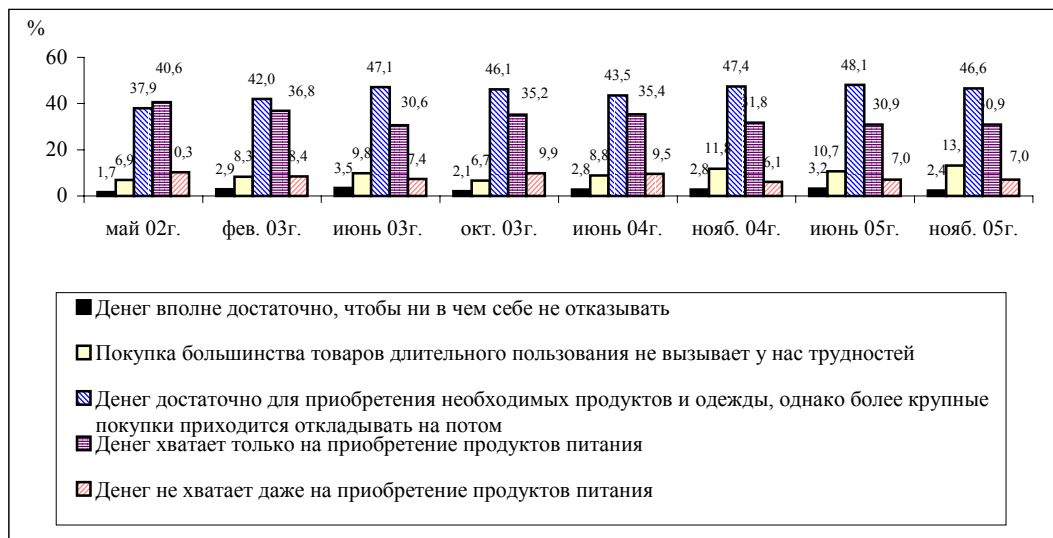 %
60
40
20
0
1,7 6,9 37,9 40,6 0,3
2,9 8,3 42,0 36,8 8,4
3,5 9,8 47,1 30,6 7,4
2,1 6,7 46,1 35,2 9,9
2,8 8,8 43,5 35,4 9,5
2,8 11,8 47,4 31,8 6,1
3,2 10,7 48,1 30,9 7,0
2,4 13, 46,6 0,9 7,0
май 02г. фев. 03г. июнь 03г. окт. 03г. июнь 04г. нояб. 04г. июнь 05г. нояб. 05г.
Денег вполне достаточно, чтобы ни в чем себе не отказывать
Покупка большинства товаров длительного пользования не вызывает у нас трудностей
Денег достаточно для приобретения необходимых продуктов и одежды, однако более крупные
покупки приходится откладывать на потом
Денег хватает только на приобретение продуктов питания
Денег не хватает даже на приобретение продуктов питания